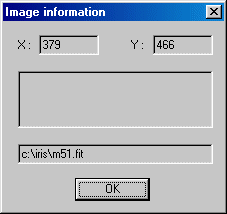 Image information
X: 379 Y: 466
c:\iris\m51.fit
OK